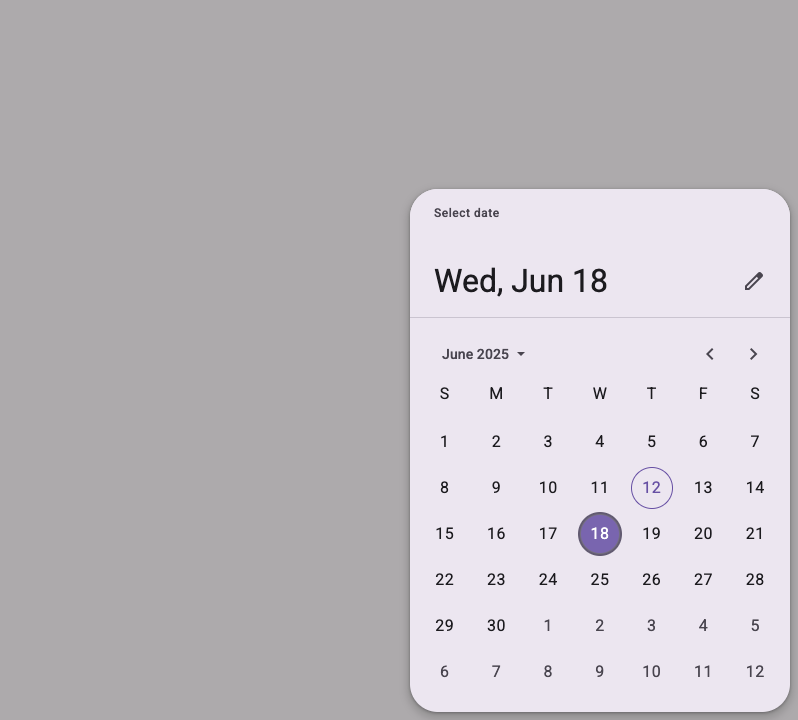 Select date
Wed, Jun 18
June 2025
S M T W T F S
1 2 3 4 5 6 7
8 9 10 11 12 13 14
15 16 17 18 19 20 21
22 23 24 25 26 27 28
29 30 1 2 3 4 5
6 7 8 9 10 11 12